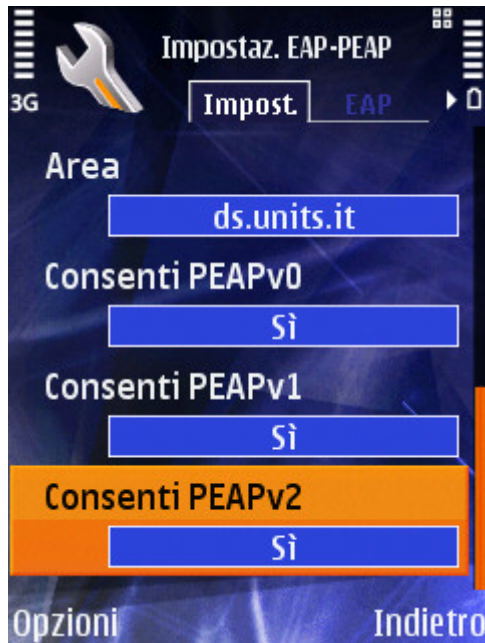 Impostaz. EAP-PEAP
3G
Impost.
EAP
Area
ds.units.it
Consenti PEAPv0
Sì
Consenti PEAPv1
Sì
Consenti PEAPv2
Sì
Opzioni
Indietro